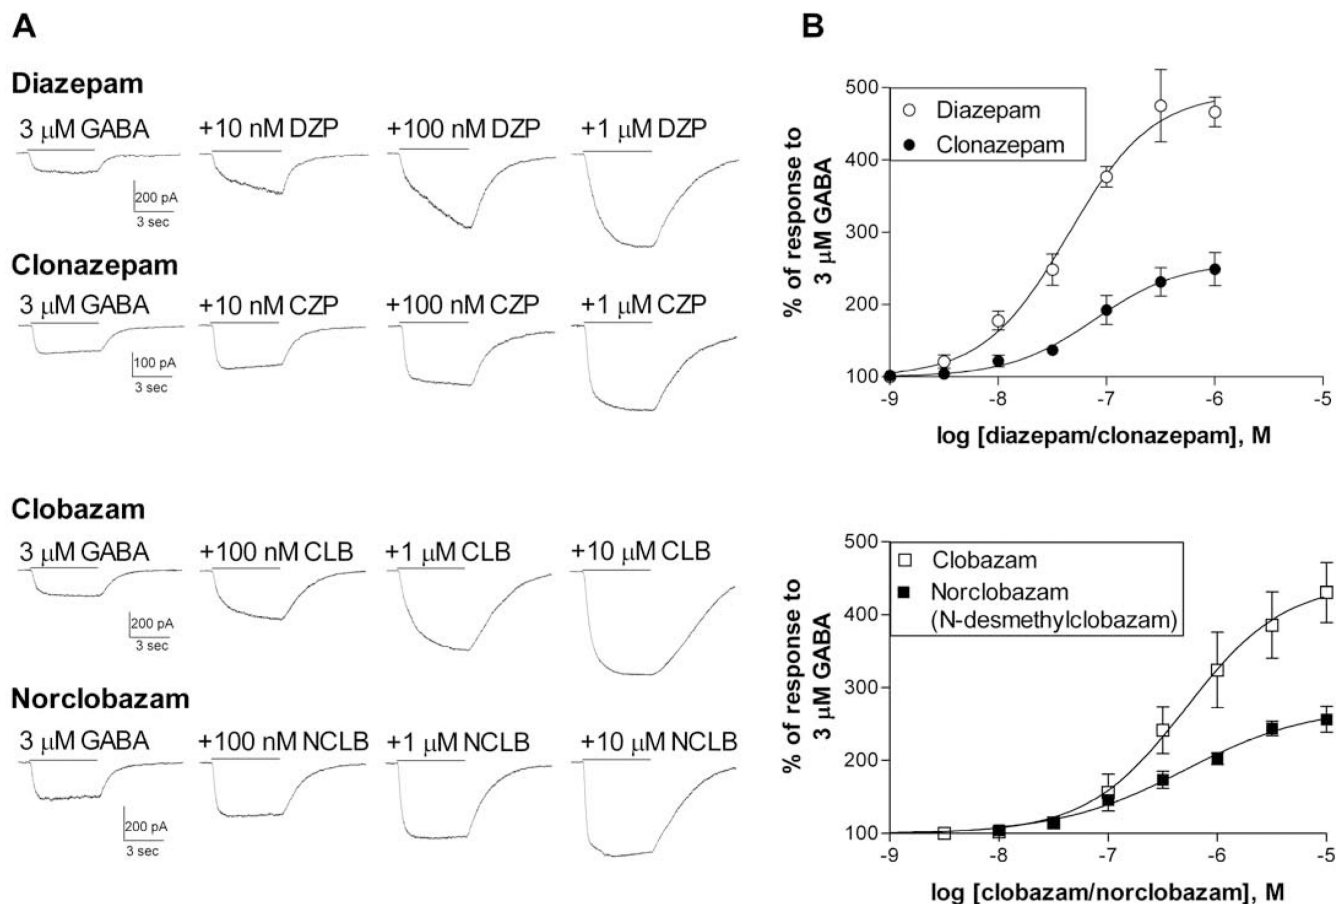 A
Diazepam
3 μM GABA
+10 nM DZP
+100 nM DZP
+1 μM DZP
200 pA
3 sec
Clonazepam
3 μM GABA
+10 nM CZP
+100 nM CZP
+1 μM CZP
100 pA
3 sec
Clobazam
3 μM GABA
+100 nM CLB
+1 μM CLB
+10 μM CLB
200 pA
3 sec
Norclobazam
3 μM GABA
+100 nM NCLB
+1 μM NCLB
+10 μM NCLB
200 pA
3 sec
B
% of response to
3 μM GABA
500
400
300
200
100
Diazepam
Clonazepam
-9
-8
-7
-6
-5
log [diazepam/clonazepam], M
% of response to
3 μM GABA
500
400
300
200
100
Clobazam
Norclobazam
(N-desmethylclobazam)
-9
-8
-7
-6
-5
log [clobazam/norclobazam], M